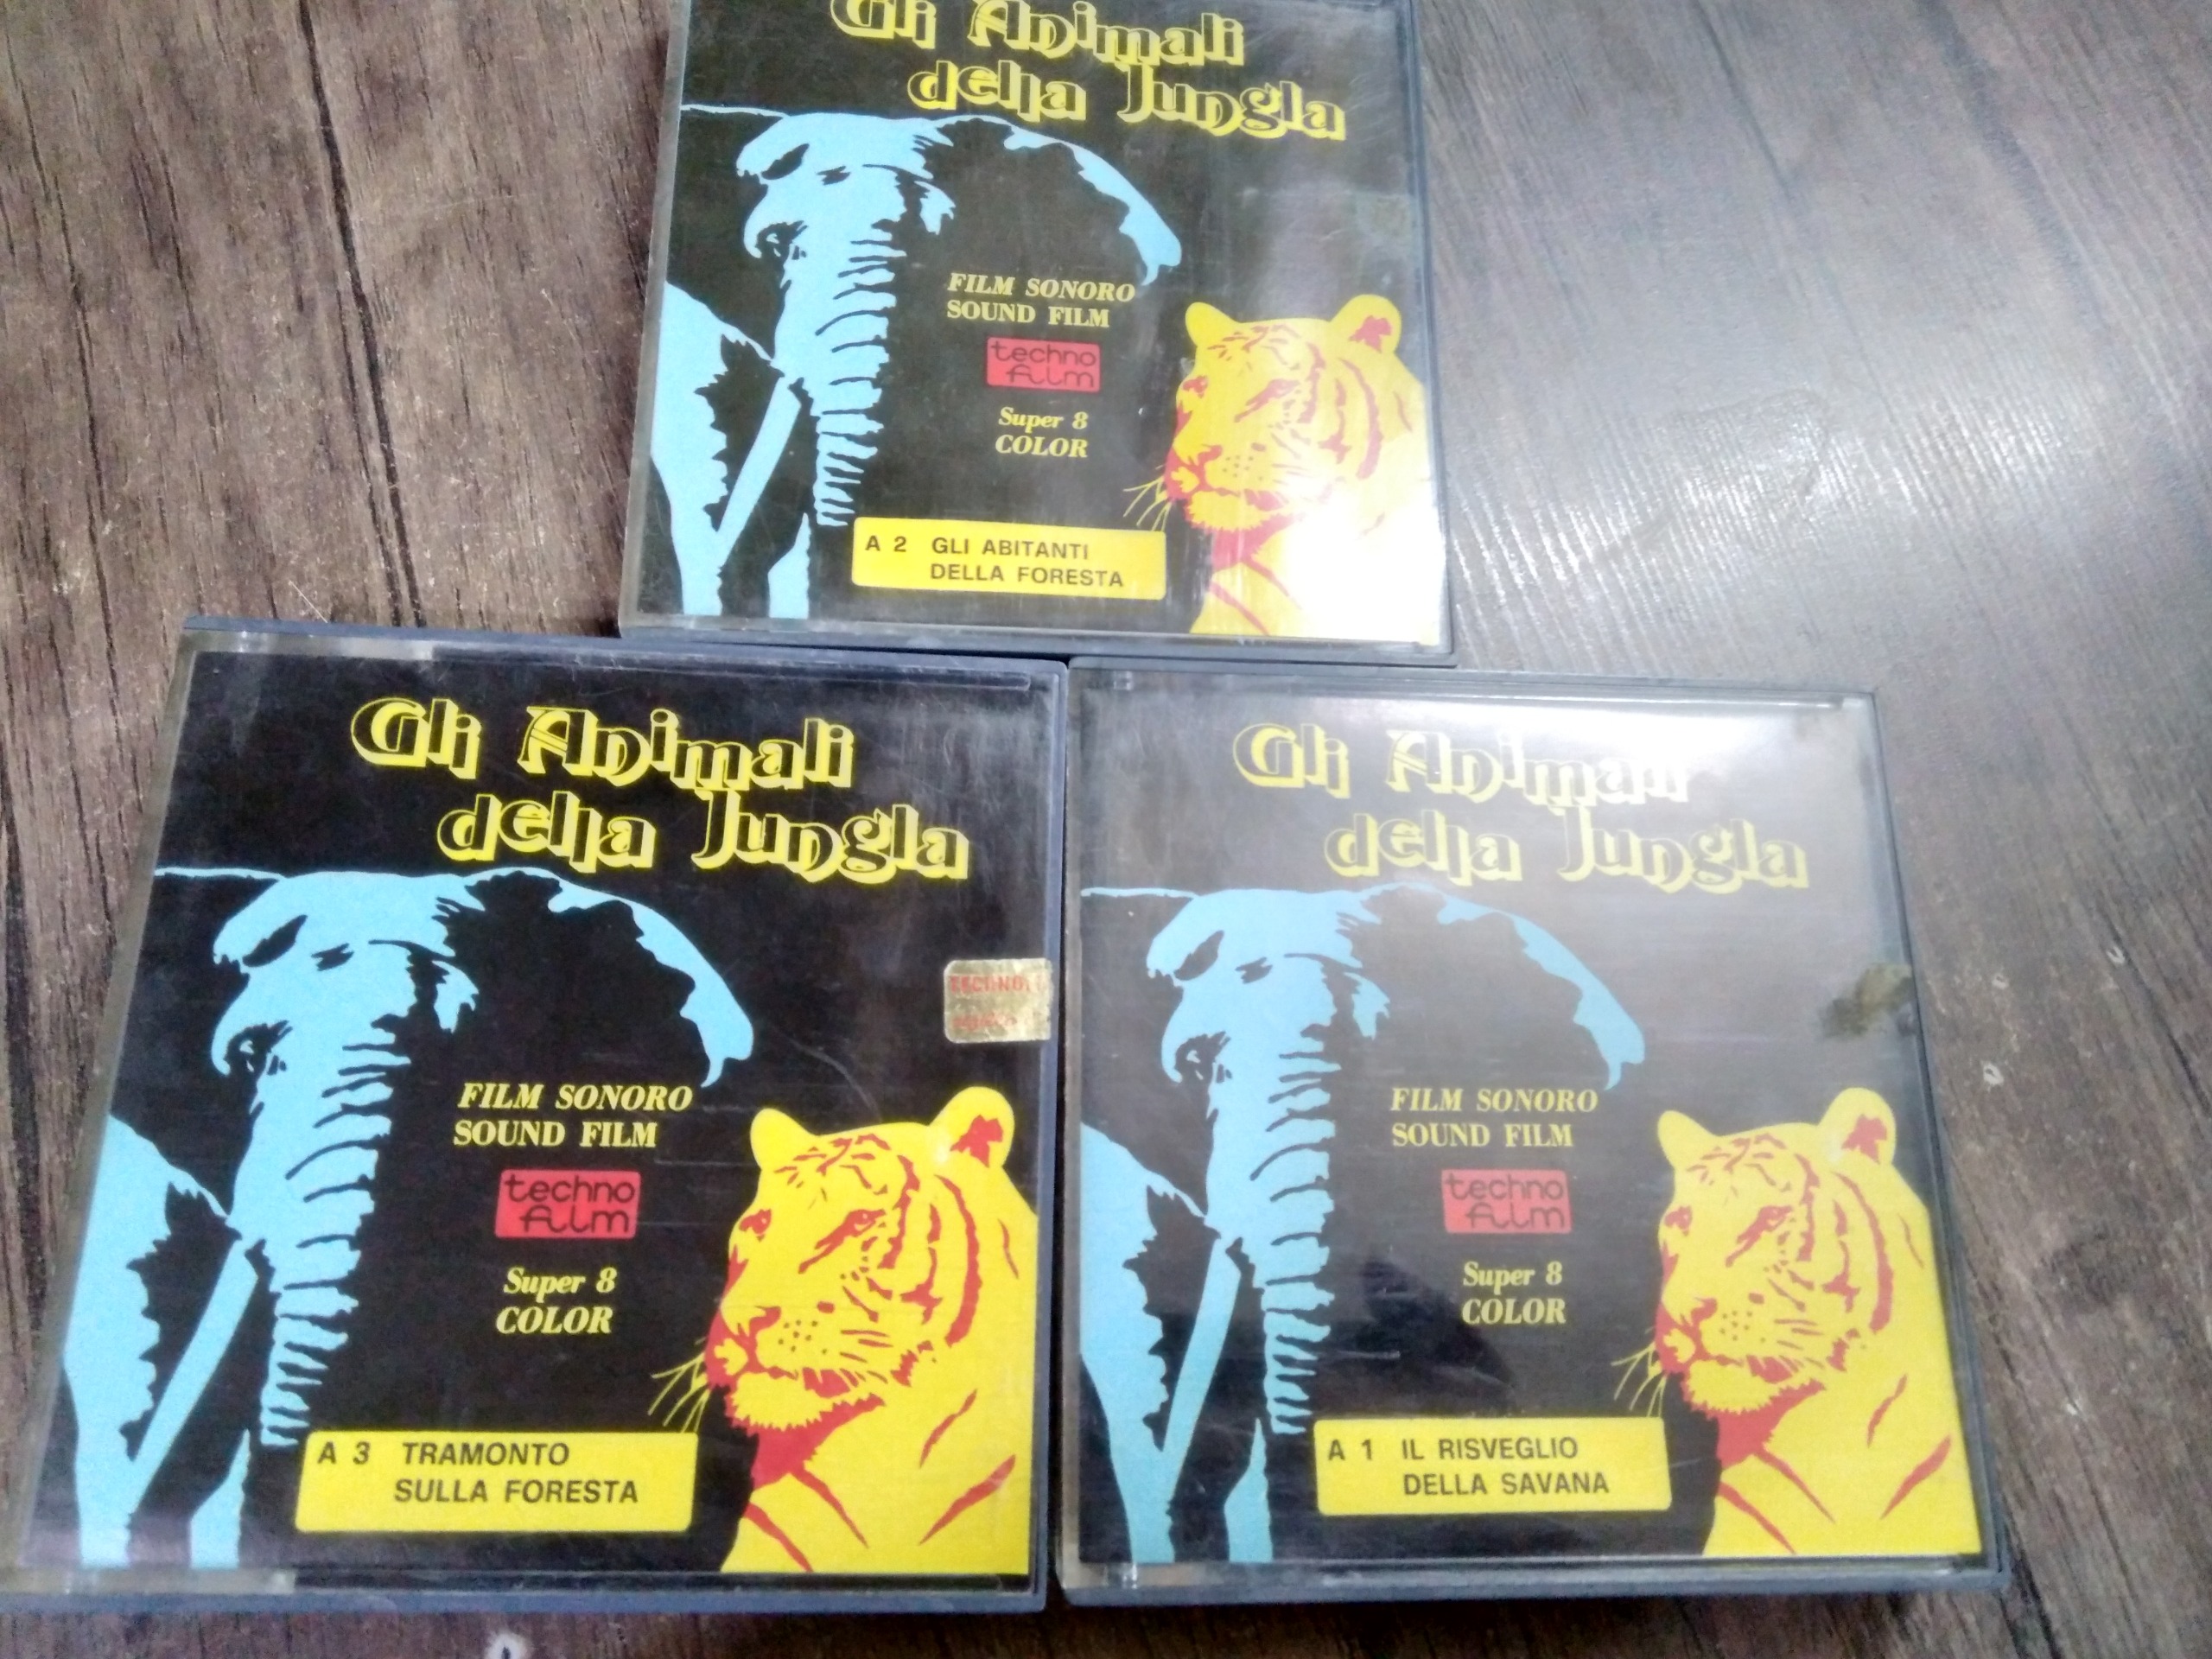 Gli Animali
della Jungla
FILM SONORO
SOUND FILM
techno
film
Super 8
COLOR
A 2 GLI ABITANTI
DELLA FORESTA
Gli Animali
della Jungla
FILM SONORO
SOUND FILM
techno
film
Super 8
COLOR
A 3 TRAMONTO
SULLA FORESTA
Gli Animali
della Jungla
FILM SONORO
SOUND FILM
techno
film
Super 8
COLOR
A 1 IL RISVEGLIO
DELLA SAVANA